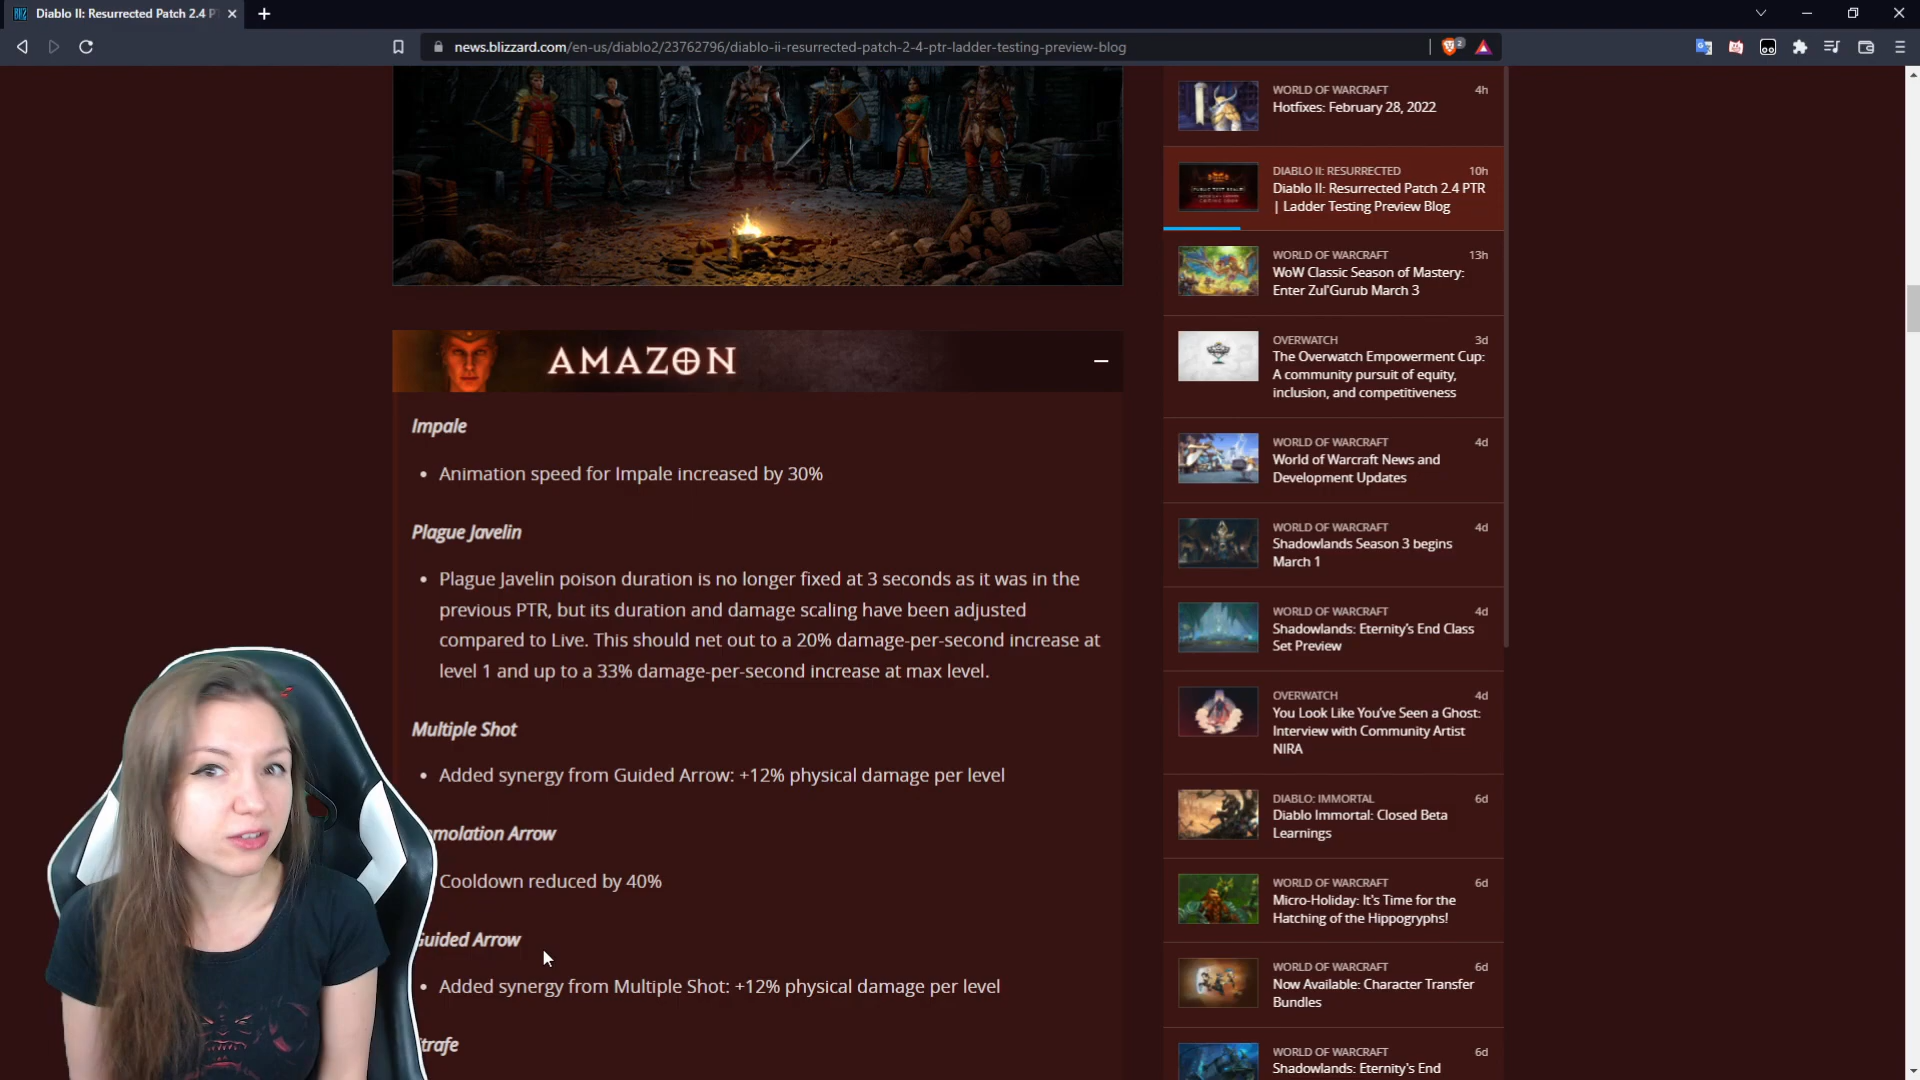 Diablo II: Resurrected Patch 2.4 P
news.blizzard.com/en-us/diablo2/23762796/diablo-ii-resurrected-patch-2-4-ptr-ladder-testing-preview-blog
2
AMAZON
Impale
• Animation speed for Impale increased by 30%
Plague Javelin
• Plague Javelin poison duration is no longer fixed at 3 seconds as it was in the
previous PTR, but its duration and damage scaling have been adjusted
compared to Live. This should net out to a 20% damage-per-second increase at
level 1 and up to a 33% damage-per-second increase at max level.
Multiple Shot
• Added synergy from Guided Arrow: +12% physical damage per level
molation Arrow
Cooldown reduced by 40%
Guided Arrow
• Added synergy from Multiple Shot: +12% physical damage per level
trafe
WORLD OF WARCRAFT 4h
Hotfixes: February 28, 2022
DIABLO II: RESURRECTED 10h
Diablo II: Resurrected Patch 2.4 PTR
| Ladder Testing Preview Blog
WORLD OF WARCRAFT 13h
WoW Classic Season of Mastery:
Enter Zul'Gurub March 3
OVERWATCH 3d
The Overwatch Empowerment Cup:
A community pursuit of equity,
inclusion, and competitiveness
WORLD OF WARCRAFT 4d
World of Warcraft News and
Development Updates
WORLD OF WARCRAFT 4d
Shadowlands Season 3 begins
March 1
WORLD OF WARCRAFT 4d
Shadowlands: Eternity's End Class
Set Preview
OVERWATCH 4d
You Look Like You've Seen a Ghost:
Interview with Community Artist
NIRA
DIABLO: IMMORTAL 6d
Diablo Immortal: Closed Beta
Learnings
WORLD OF WARCRAFT 6d
Micro-Holiday: It's Time for the
Hatching of the Hippogryphs!
WORLD OF WARCRAFT 6d
Now Available: Character Transfer
Bundles
WORLD OF WARCRAFT 6d
Shadowlands: Eternity's End